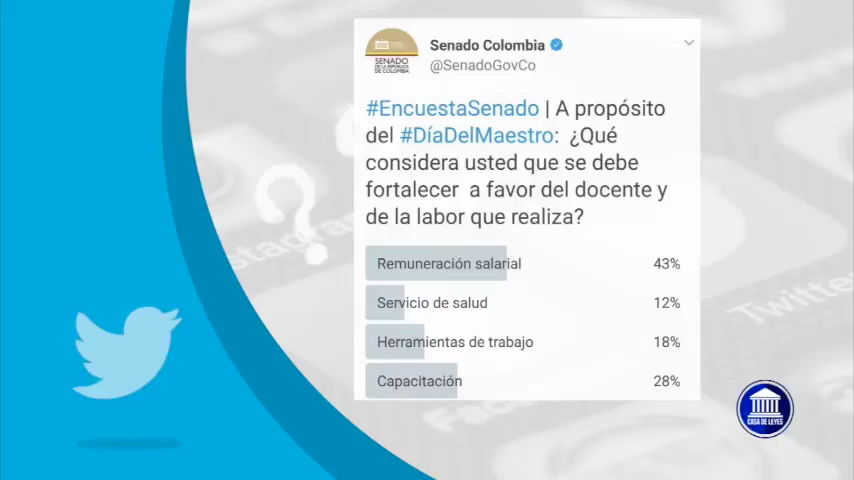 Senado Colombia
@SenadoGovCo
SENADO
DE LA REPÚBLICA
DE COLOMBIA
#EncuestaSenado | A propósito
del #DíaDelMaestro: ¿Qué
considera usted que se debe
fortalecer a favor del docente y
de la labor que realiza?
Remuneración salarial 43%
Servicio de salud 12%
Herramientas de trabajo 18%
Capacitación 28%
Instagram
Twitter
CASA DE LEYES